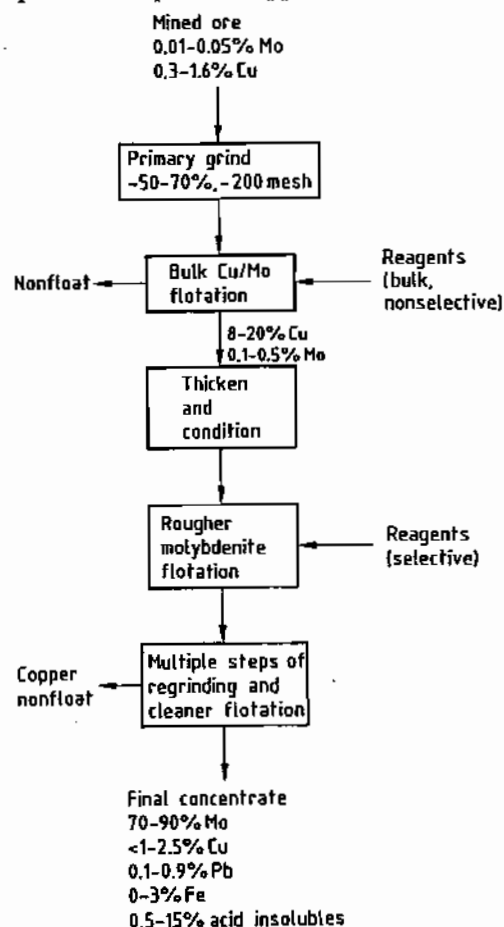 Mined ore
0.01-0.05% Mo
0.3-1.6% Cu
Primary grind
~50-70%, -200 mesh
Nonfloat
Bulk Cu/Mo
flotation
Reagents
(bulk,
nonselective)
8-20% Cu
0.1-0.5% Mo
Thicken
and
condition
Rougher
molybdenite
flotation
Reagents
(selective)
Copper
nonfloat
Multiple steps of
regrinding and
cleaner flotation
Final concentrate
70-90% Mo
<1-2.5% Cu
0.1-0.9% Pb
0-3% Fe
0.5-15% acid insolubles